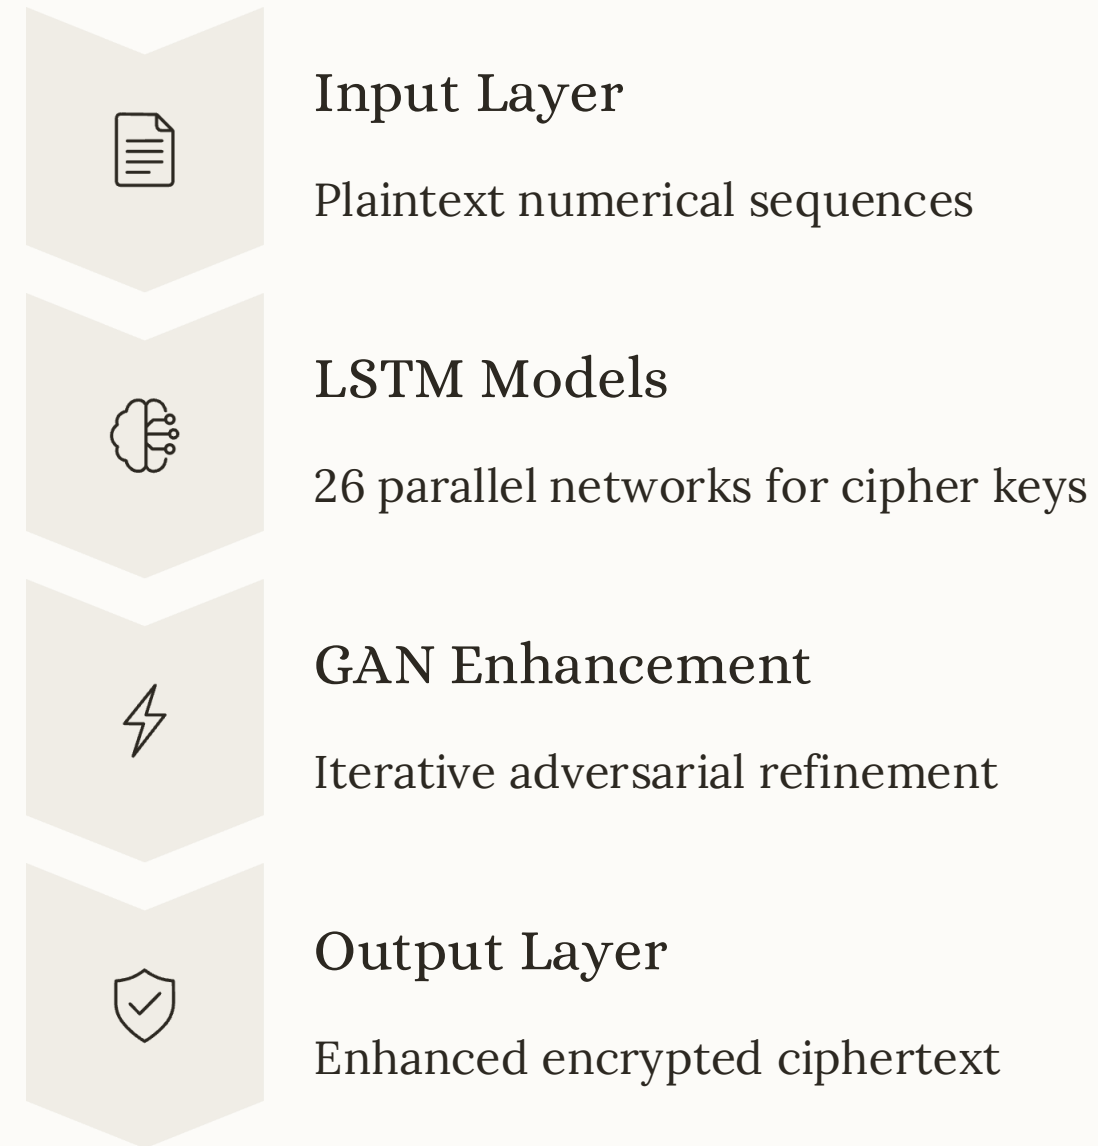 Input Layer
Plaintext numerical sequences
LSTM Models
26 parallel networks for cipher keys
GAN Enhancement
Iterative adversarial refinement
Output Layer
Enhanced encrypted ciphertext